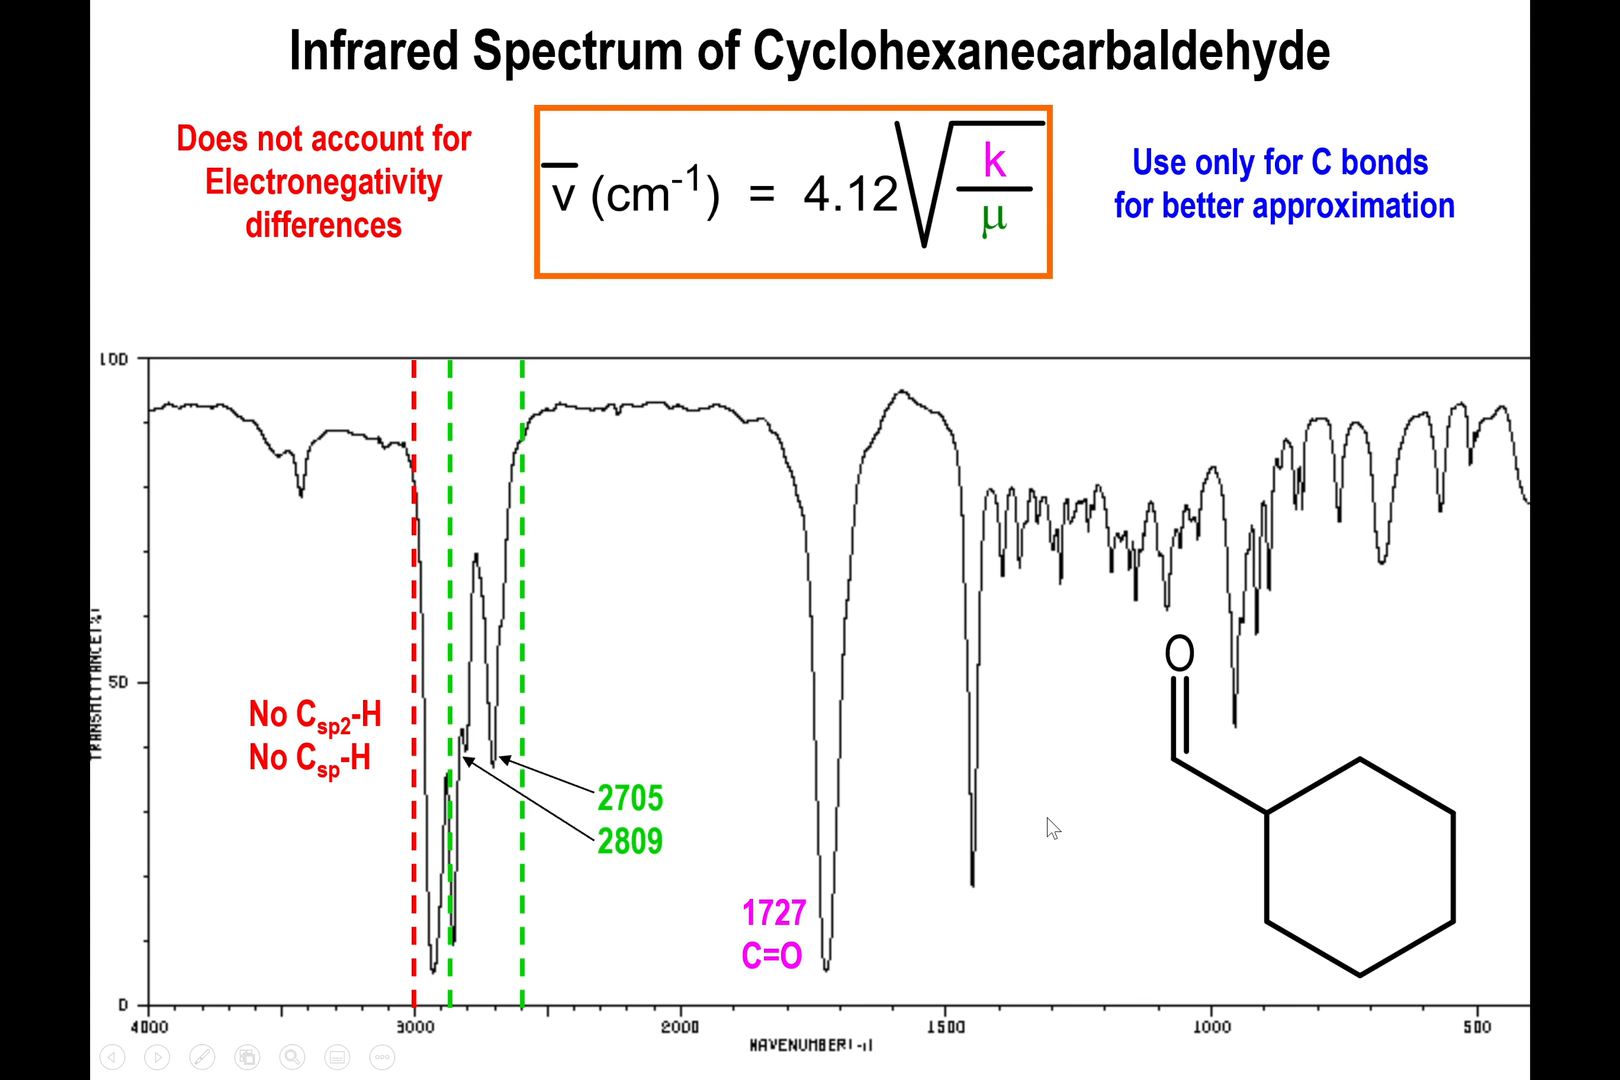 Infrared Spectrum of Cyclohexanecarbaldehyde
Does not account for
Electronegativity
differences
v̅ (cm⁻¹) = 4.12√(k/μ)
Use only for C bonds
for better approximation
100
50
0
TRANSMITTANCE(%)
No Csp2-H
No Csp-H
2705
2809
1727
C=O
O
4000 3000 2000 1500 1000 500
WAVENUMBER(-1)